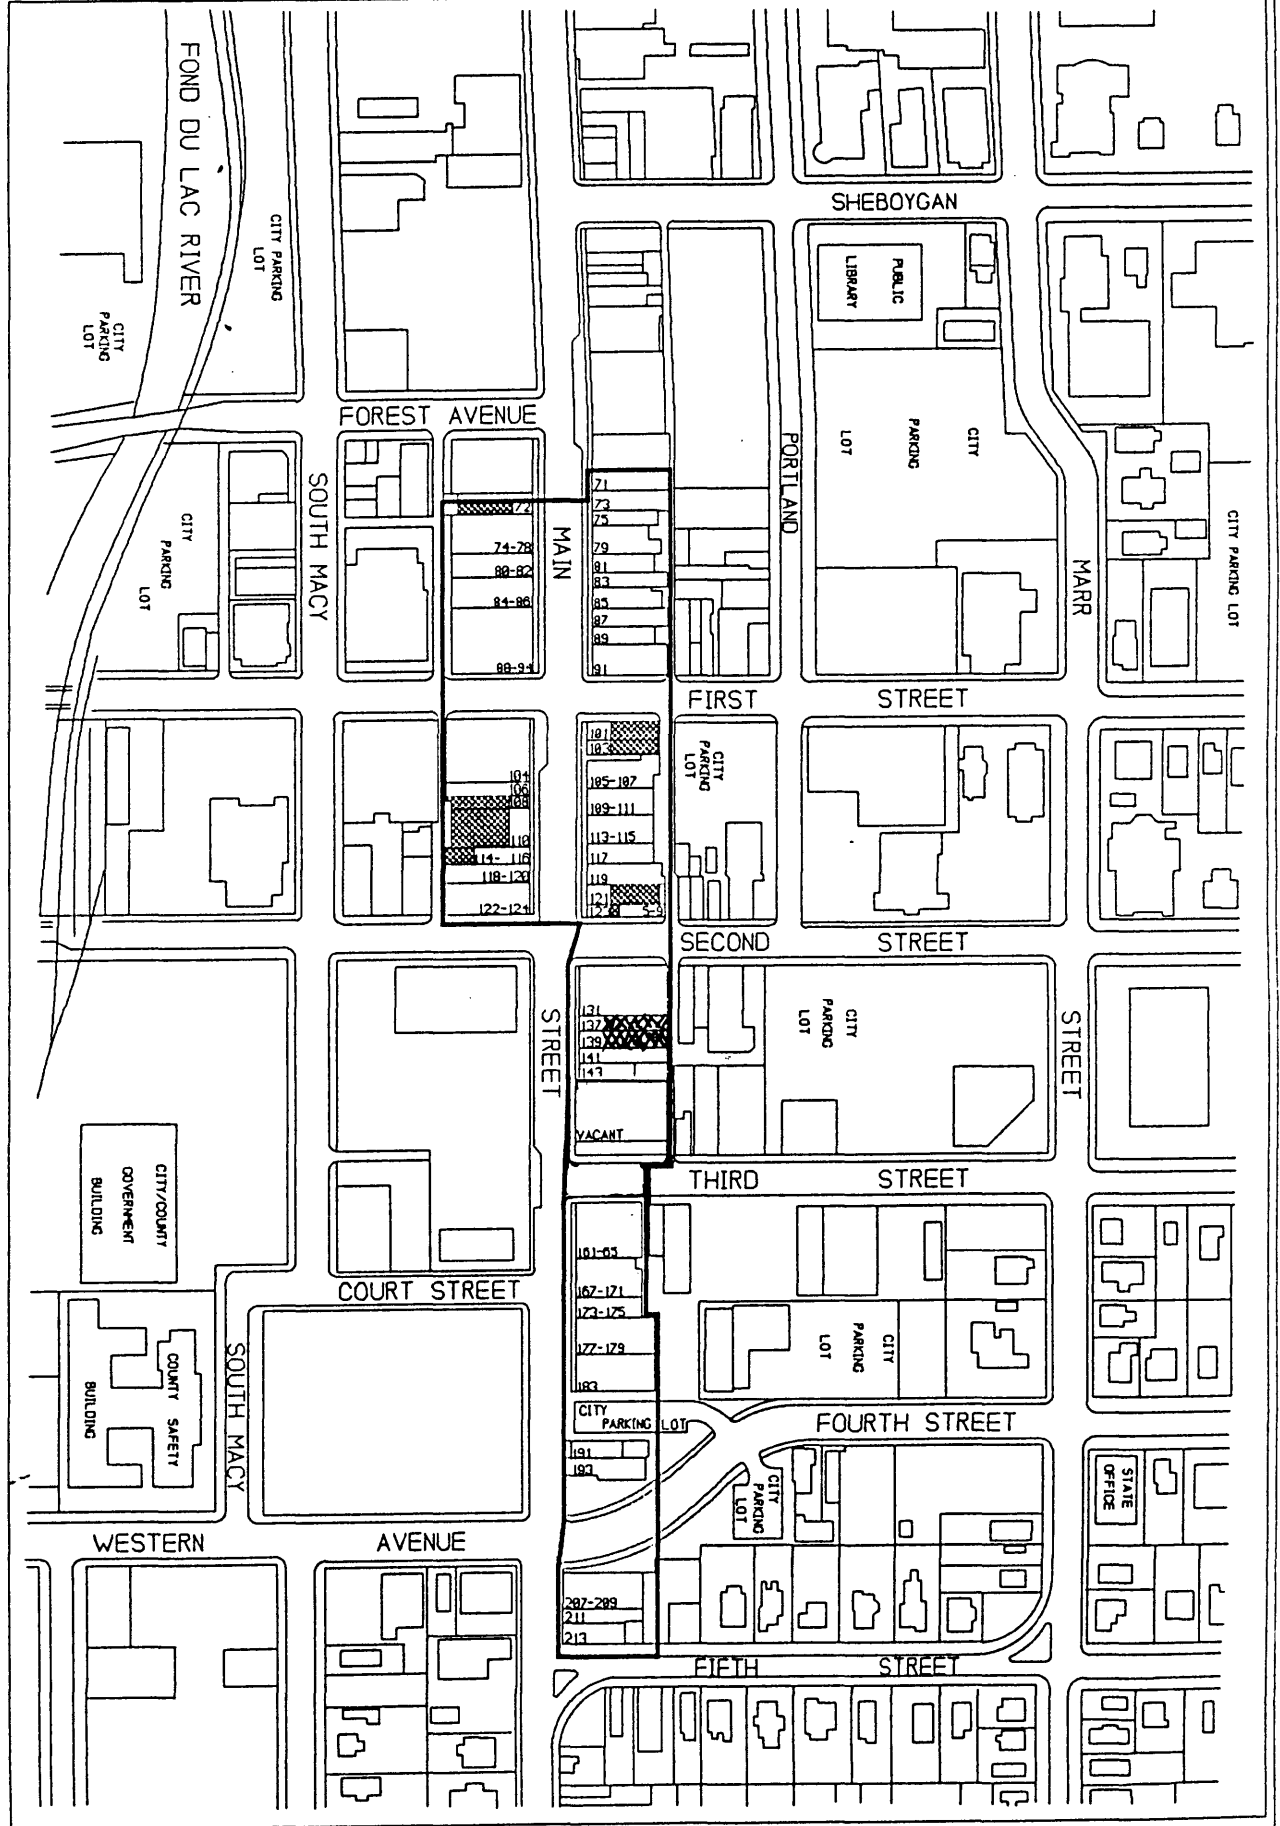 SHEBOYGAN
FOND DU LAC RIVER
CITY PARKING
LOT
CITY
PARKING
LOT
PUBLIC
LIBRARY
FOREST AVENUE
PORTLAND
CITY
PARKING
LOT
CITY PARKING LOT
SOUTH MACY
CITY
PARKING
LOT
MAIN
MARR
71
72
73
75
74-78
79
80-82
81
83
84-86
85
87
89
88-94
91
FIRST STREET
101
103
CITY
PARKING
LOT
104
106
108
110
114-116
118-120
122-124
105-107
109-111
113-115
117
119
121
123
5-9
SECOND STREET
STREET
131
137
139
141
143
VACANT
CITY
PARKING
LOT
STREET
THIRD STREET
CITY/COUNTY
GOVERNMENT
BUILDING
161-65
167-171
173-175
177-179
183
COURT STREET
CITY
PARKING
LOT
SOUTH MACY
COUNTY SAFETY
BUILDING
CITY
PARKING LOT
FOURTH STREET
191
193
CITY
PARKING
LOT
STATE
OFFICE
WESTERN AVENUE
207-209
211
213
FIFTH STREET